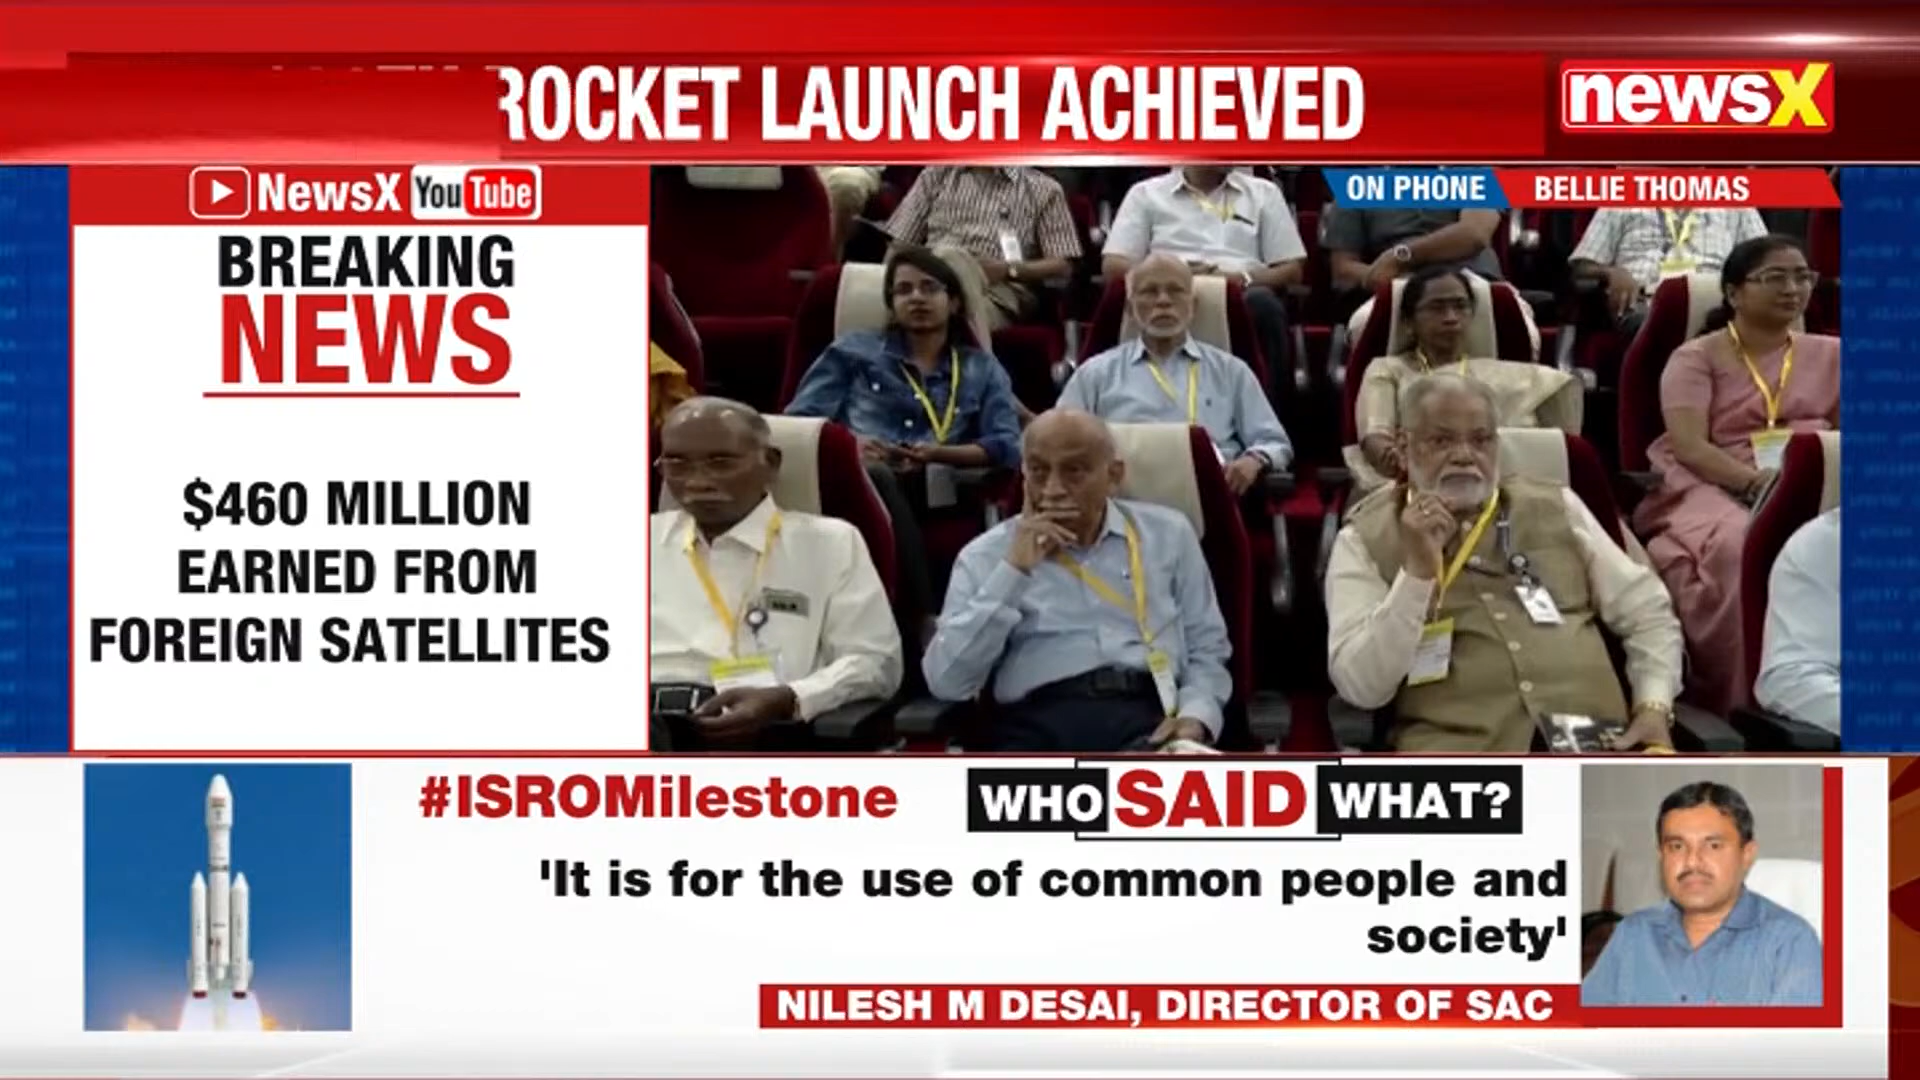 ROCKET LAUNCH ACHIEVED
newsX
NewsX YouTube
ON PHONE BELLIE THOMAS
BREAKING
NEWS
$460 MILLION
EARNED FROM
FOREIGN SATELLITES
#ISROMilestone
WHO SAID WHAT?
'It is for the use of common people and
society'
NILESH M DESAI, DIRECTOR OF SAC